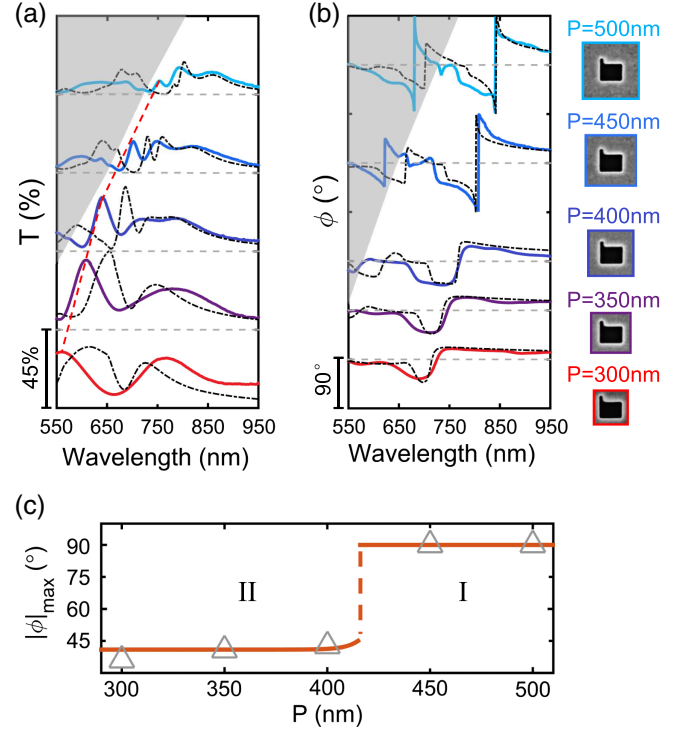 (a)
T (%)
45%
550 650 750 850 950
Wavelength (nm)
(b)
ϕ (°)
90°
550 650 750 850 950
Wavelength (nm)
P=500nm
P=450nm
P=400nm
P=350nm
P=300nm
(c)
|ϕ|max (°)
90
75
60
45
II
I
300 350 400 450 500
P (nm)